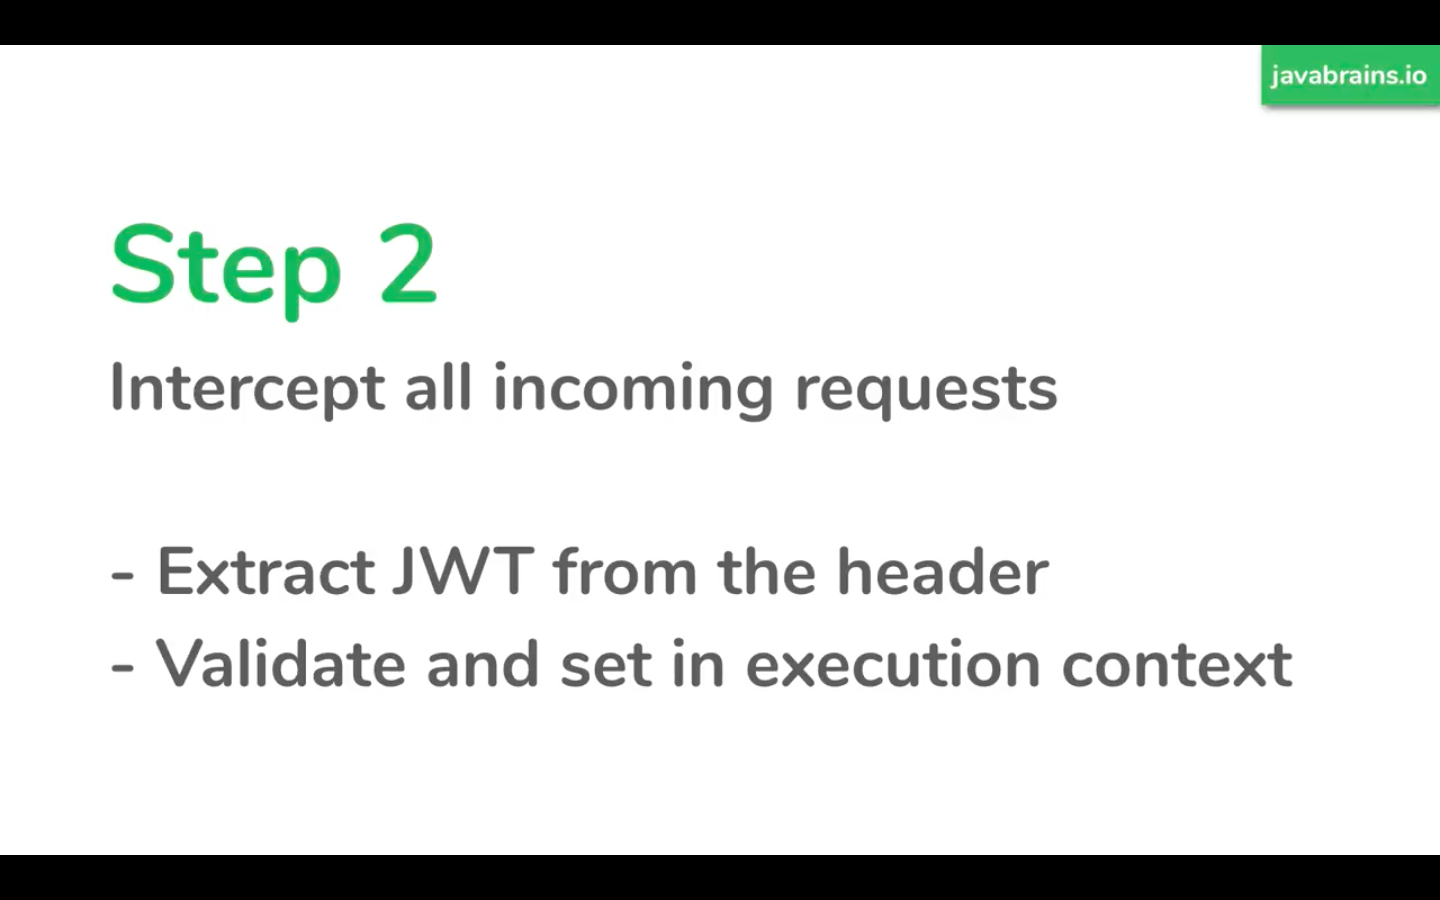 javabrains.io
Step 2
Intercept all incoming requests
- Extract JWT from the header
- Validate and set in execution context